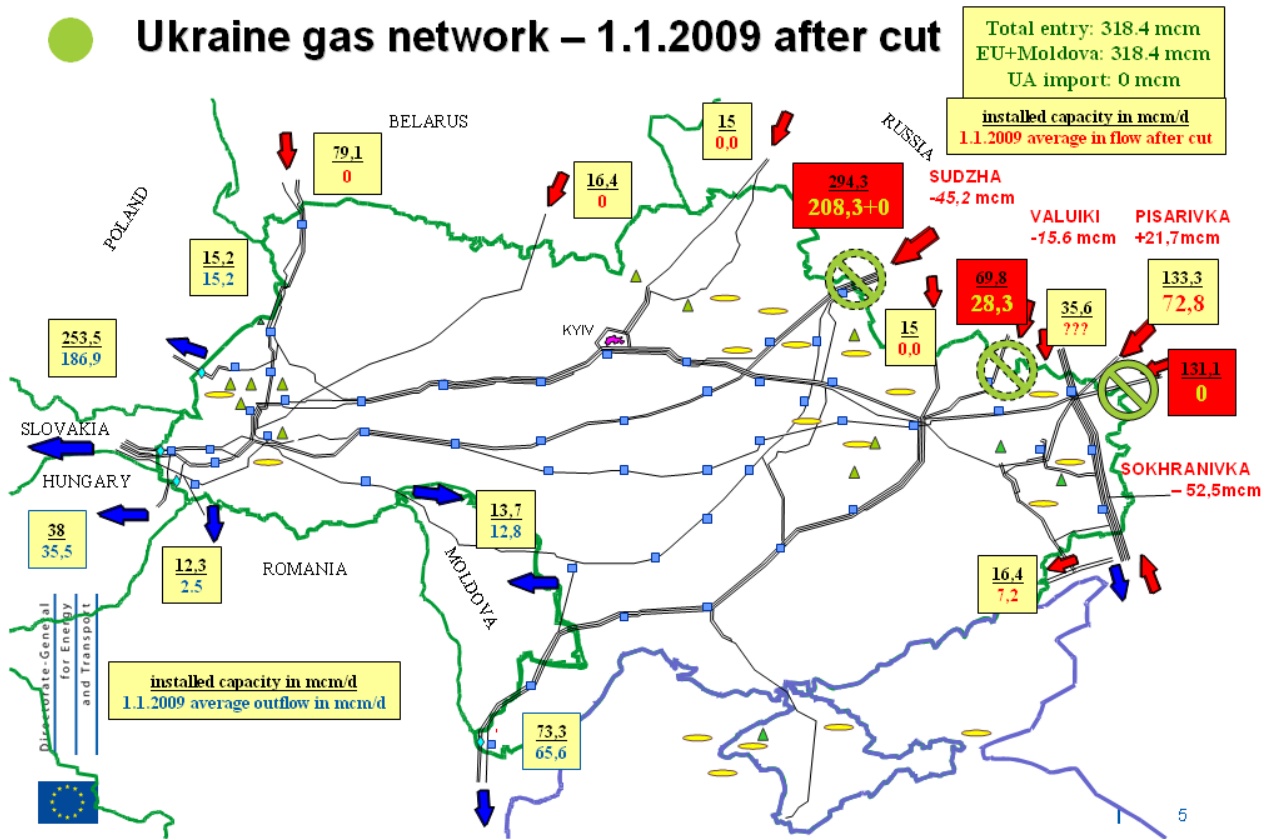 Ukraine gas network – 1.1.2009 after cut
Total entry: 318.4 mcm
EU+Moldova: 318.4 mcm
UA import: 0 mcm
installed capacity in mcm/d
1.1.2009 average in flow after cut
BELARUS
RUSSIA
POLAND
79,1
0
16,4
0
15
0,0
294,3
208,3+0
SUDZHA
-45,2 mcm
VALUIKI
-15.6 mcm
PISARIVKA
+21,7mcm
15,2
15,2
69,8
28,3
35,6
???
133,3
72,8
253,5
186,9
KYIV
15
0,0
131,1
0
SLOVAKIA
HUNGARY
SOKHRANIVKA
– 52,5mcm
38
35,5
12,3
2.5
ROMANIA
MOLDOVA
13,7
12,8
16,4
7,2
Directorate-General
for Energy
and Transport
installed capacity in mcm/d
1.1.2009 average outflow in mcm/d
73,3
65,6
5